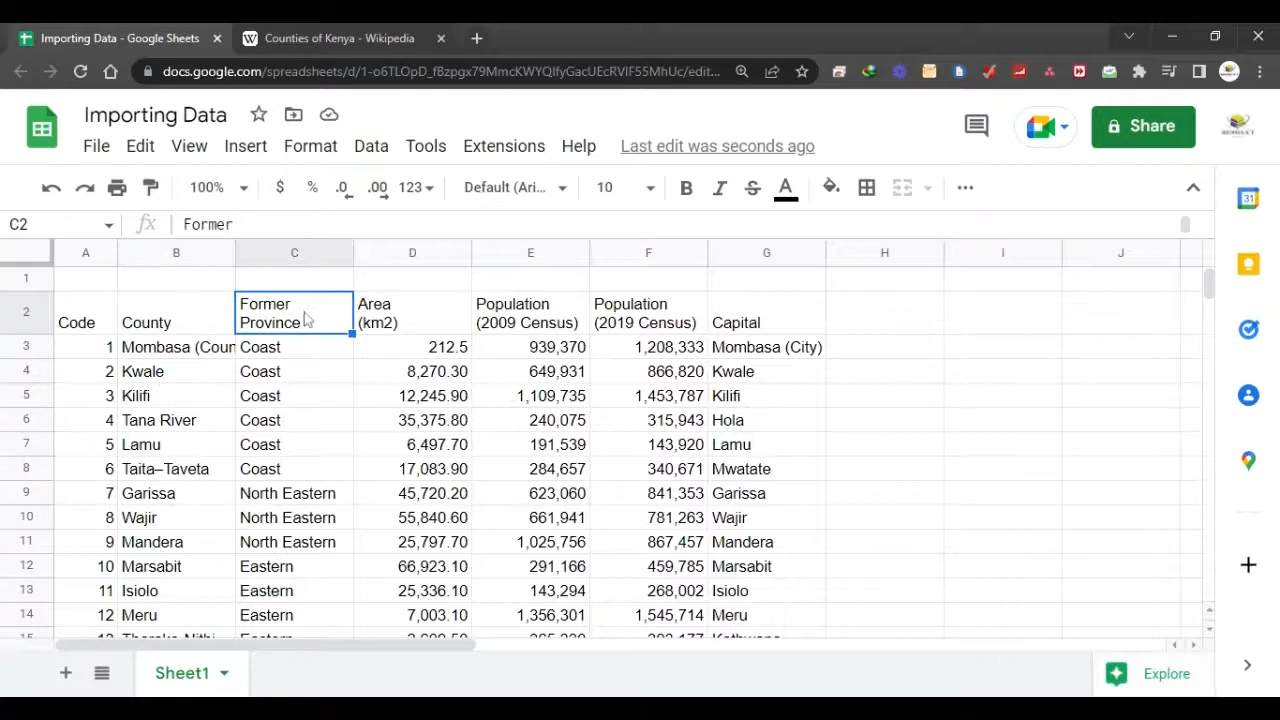 Importing Data - Google Sheets
W Counties of Kenya - Wikipedia
docs.google.com/spreadsheets/d/1-o6TLOpD_fBzpgx79MmcKWYQIfyGacUEcRVIF55MhUc/edit...
Importing Data
Share
File Edit View Insert Format Data Tools Extensions Help Last edit was seconds ago
100% $ % .0 .00 123 Default (Ari... 10 B I S A
31
C2 fx Former
A B C D E F G H I J
1
2 Code County Former Province Area (km2) Population (2009 Census) Population (2019 Census) Capital
3 1 Mombasa (Coun Coast 212.5 939,370 1,208,333 Mombasa (City)
4 2 Kwale Coast 8,270.30 649,931 866,820 Kwale
5 3 Kilifi Coast 12,245.90 1,109,735 1,453,787 Kilifi
6 4 Tana River Coast 35,375.80 240,075 315,943 Hola
7 5 Lamu Coast 6,497.70 191,539 143,920 Lamu
8 6 Taita–Taveta Coast 17,083.90 284,657 340,671 Mwatate
9 7 Garissa North Eastern 45,720.20 623,060 841,353 Garissa
10 8 Wajir North Eastern 55,840.60 661,941 781,263 Wajir
11 9 Mandera North Eastern 25,797.70 1,025,756 867,457 Mandera
12 10 Marsabit Eastern 66,923.10 291,166 459,785 Marsabit
13 11 Isiolo Eastern 25,336.10 143,294 268,002 Isiolo
14 12 Meru Eastern 7,003.10 1,356,301 1,545,714 Meru
Sheet1
Explore